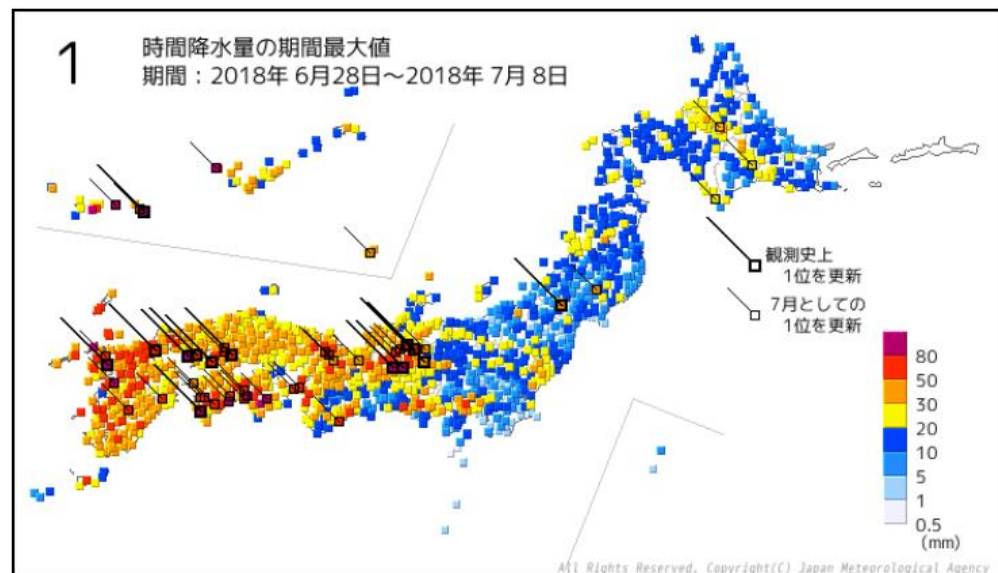 1
時間降水量の期間最大値
期間：2018年 6月28日～2018年 7月 8日
観測史上
1位を更新
7月としての
1位を更新
80
50
30
20
10
5
1
0.5
(mm)
All Rights Reserved, Copyright(C) Japan Meteorological Agency